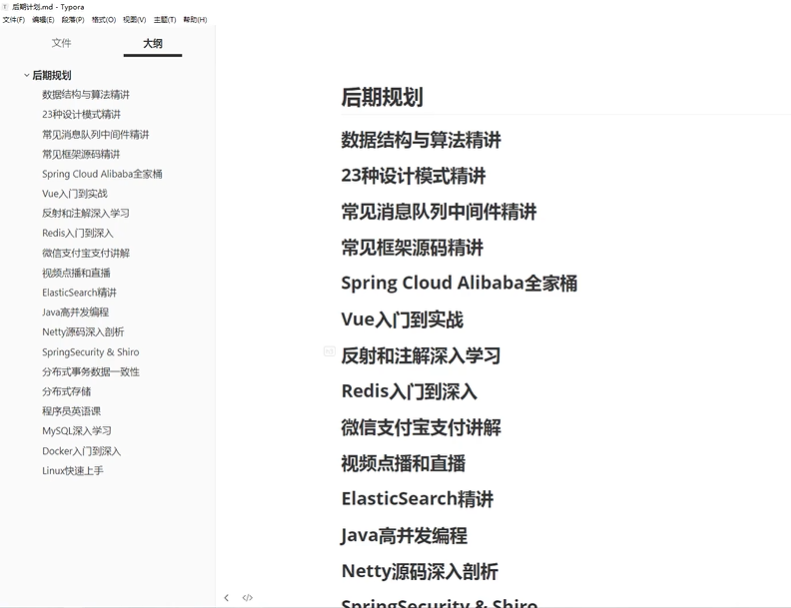 后期计划.md - Typora
文件(F) 编辑(E) 段落(P) 格式(O) 视图(V) 主题(T) 帮助(H)
文件 大纲
后期规划
数据结构与算法精讲
23种设计模式精讲
常见消息队列中间件精讲
常见框架源码精讲
Spring Cloud Alibaba全家桶
Vue入门到实战
反射和注解深入学习
Redis入门到深入
微信支付宝支付讲解
视频点播和直播
ElasticSearch精讲
Java高并发编程
Netty源码深入剖析
SpringSecurity & Shiro
分布式事务数据一致性
分布式存储
程序员英语课
MySQL深入学习
Docker入门到深入
Linux快速上手
后期规划
数据结构与算法精讲
23种设计模式精讲
常见消息队列中间件精讲
常见框架源码精讲
Spring Cloud Alibaba全家桶
Vue入门到实战
反射和注解深入学习
Redis入门到深入
微信支付宝支付讲解
视频点播和直播
ElasticSearch精讲
Java高并发编程
Netty源码深入剖析
SpringSecurity & Shiro